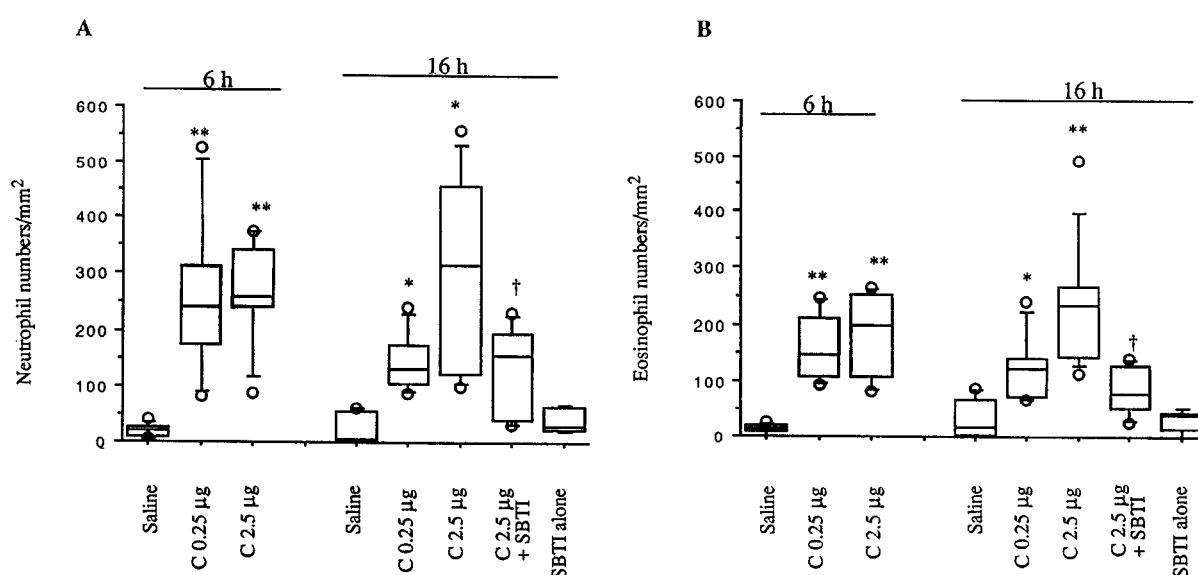 A
6 h
16 h
Neutrophil numbers/mm2
600
500
400
300
200
100
0
**
**
*
*
†
Saline
C 0.25 µg
C 2.5 µg
Saline
C 0.25 µg
C 2.5 µg
C 2.5 µg
+ SBTI
SBTI alone
B
6 h
16 h
Eosinophil numbers/mm2
600
500
400
300
200
100
0
**
**
*
**
†
Saline
C 0.25 µg
C 2.5 µg
Saline
C 0.25 µg
C 2.5 µg
C 2.5 µg
+ SBTI
SBTI alone